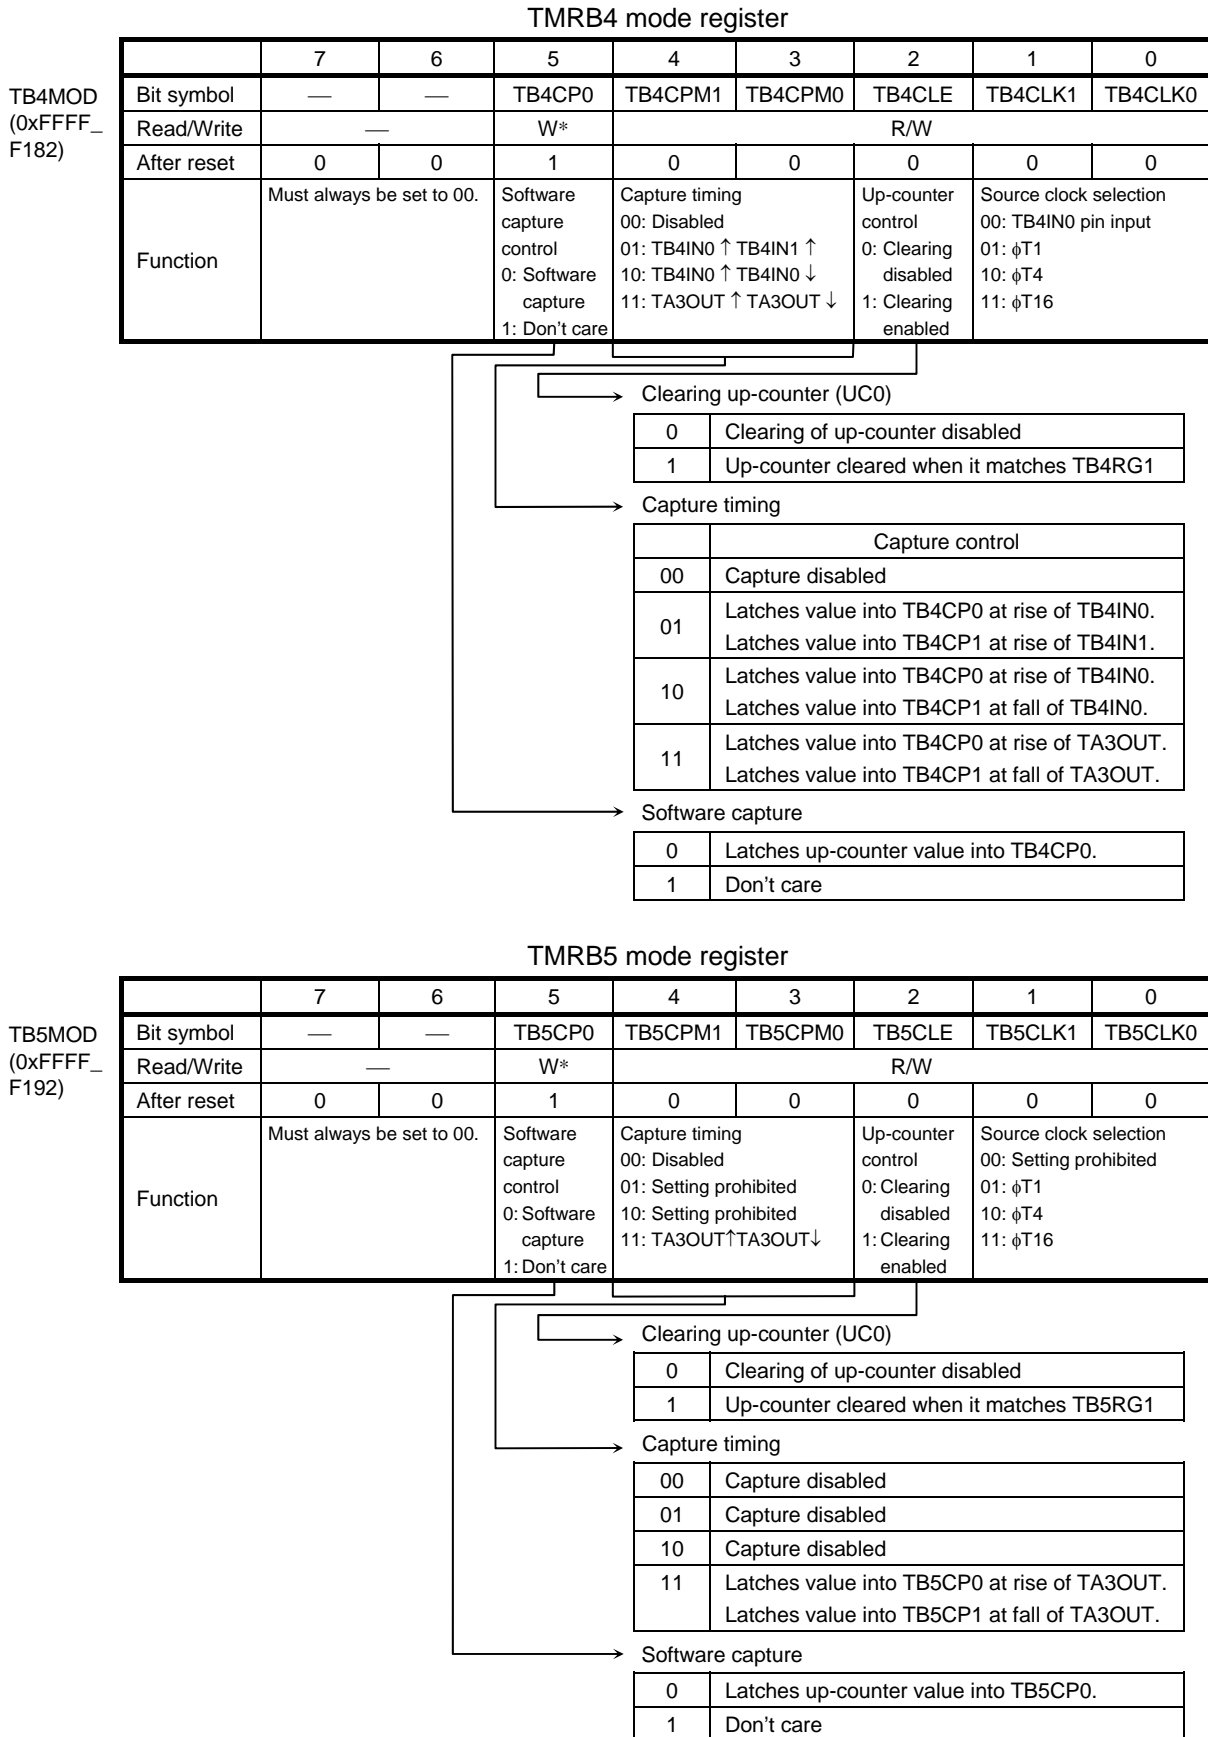 TMRB4 mode register
7 6 5 4 3 2 1 0
TB4MOD
(0xFFFF_
F182)
Bit symbol — — TB4CP0 TB4CPM1 TB4CPM0 TB4CLE TB4CLK1 TB4CLK0
Read/Write — W* R/W
After reset 0 0 1 0 0 0 0 0
Function
Must always be set to 00.
Software
capture
control
0: Software
capture
1: Don't care
Capture timing
00: Disabled
01: TB4IN0 ↑ TB4IN1 ↑
10: TB4IN0 ↑ TB4IN0 ↓
11: TA3OUT ↑ TA3OUT ↓
Up-counter
control
0: Clearing
disabled
1: Clearing
enabled
Source clock selection
00: TB4IN0 pin input
01: ϕT1
10: ϕT4
11: ϕT16
Clearing up-counter (UC0)
0 Clearing of up-counter disabled
1 Up-counter cleared when it matches TB4RG1
Capture timing
Capture control
00 Capture disabled
01 Latches value into TB4CP0 at rise of TB4IN0.
Latches value into TB4CP1 at rise of TB4IN1.
10 Latches value into TB4CP0 at rise of TB4IN0.
Latches value into TB4CP1 at fall of TB4IN0.
11 Latches value into TB4CP0 at rise of TA3OUT.
Latches value into TB4CP1 at fall of TA3OUT.
Software capture
0 Latches up-counter value into TB4CP0.
1 Don't care
TMRB5 mode register
7 6 5 4 3 2 1 0
TB5MOD
(0xFFFF_
F192)
Bit symbol — — TB5CP0 TB5CPM1 TB5CPM0 TB5CLE TB5CLK1 TB5CLK0
Read/Write — W* R/W
After reset 0 0 1 0 0 0 0 0
Function
Must always be set to 00.
Software
capture
control
0: Software
capture
1: Don't care
Capture timing
00: Disabled
01: Setting prohibited
10: Setting prohibited
11: TA3OUT↑TA3OUT↓
Up-counter
control
0: Clearing
disabled
1: Clearing
enabled
Source clock selection
00: Setting prohibited
01: ϕT1
10: ϕT4
11: ϕT16
Clearing up-counter (UC0)
0 Clearing of up-counter disabled
1 Up-counter cleared when it matches TB5RG1
Capture timing
00 Capture disabled
01 Capture disabled
10 Capture disabled
11 Latches value into TB5CP0 at rise of TA3OUT.
Latches value into TB5CP1 at fall of TA3OUT.
Software capture
0 Latches up-counter value into TB5CP0.
1 Don't care